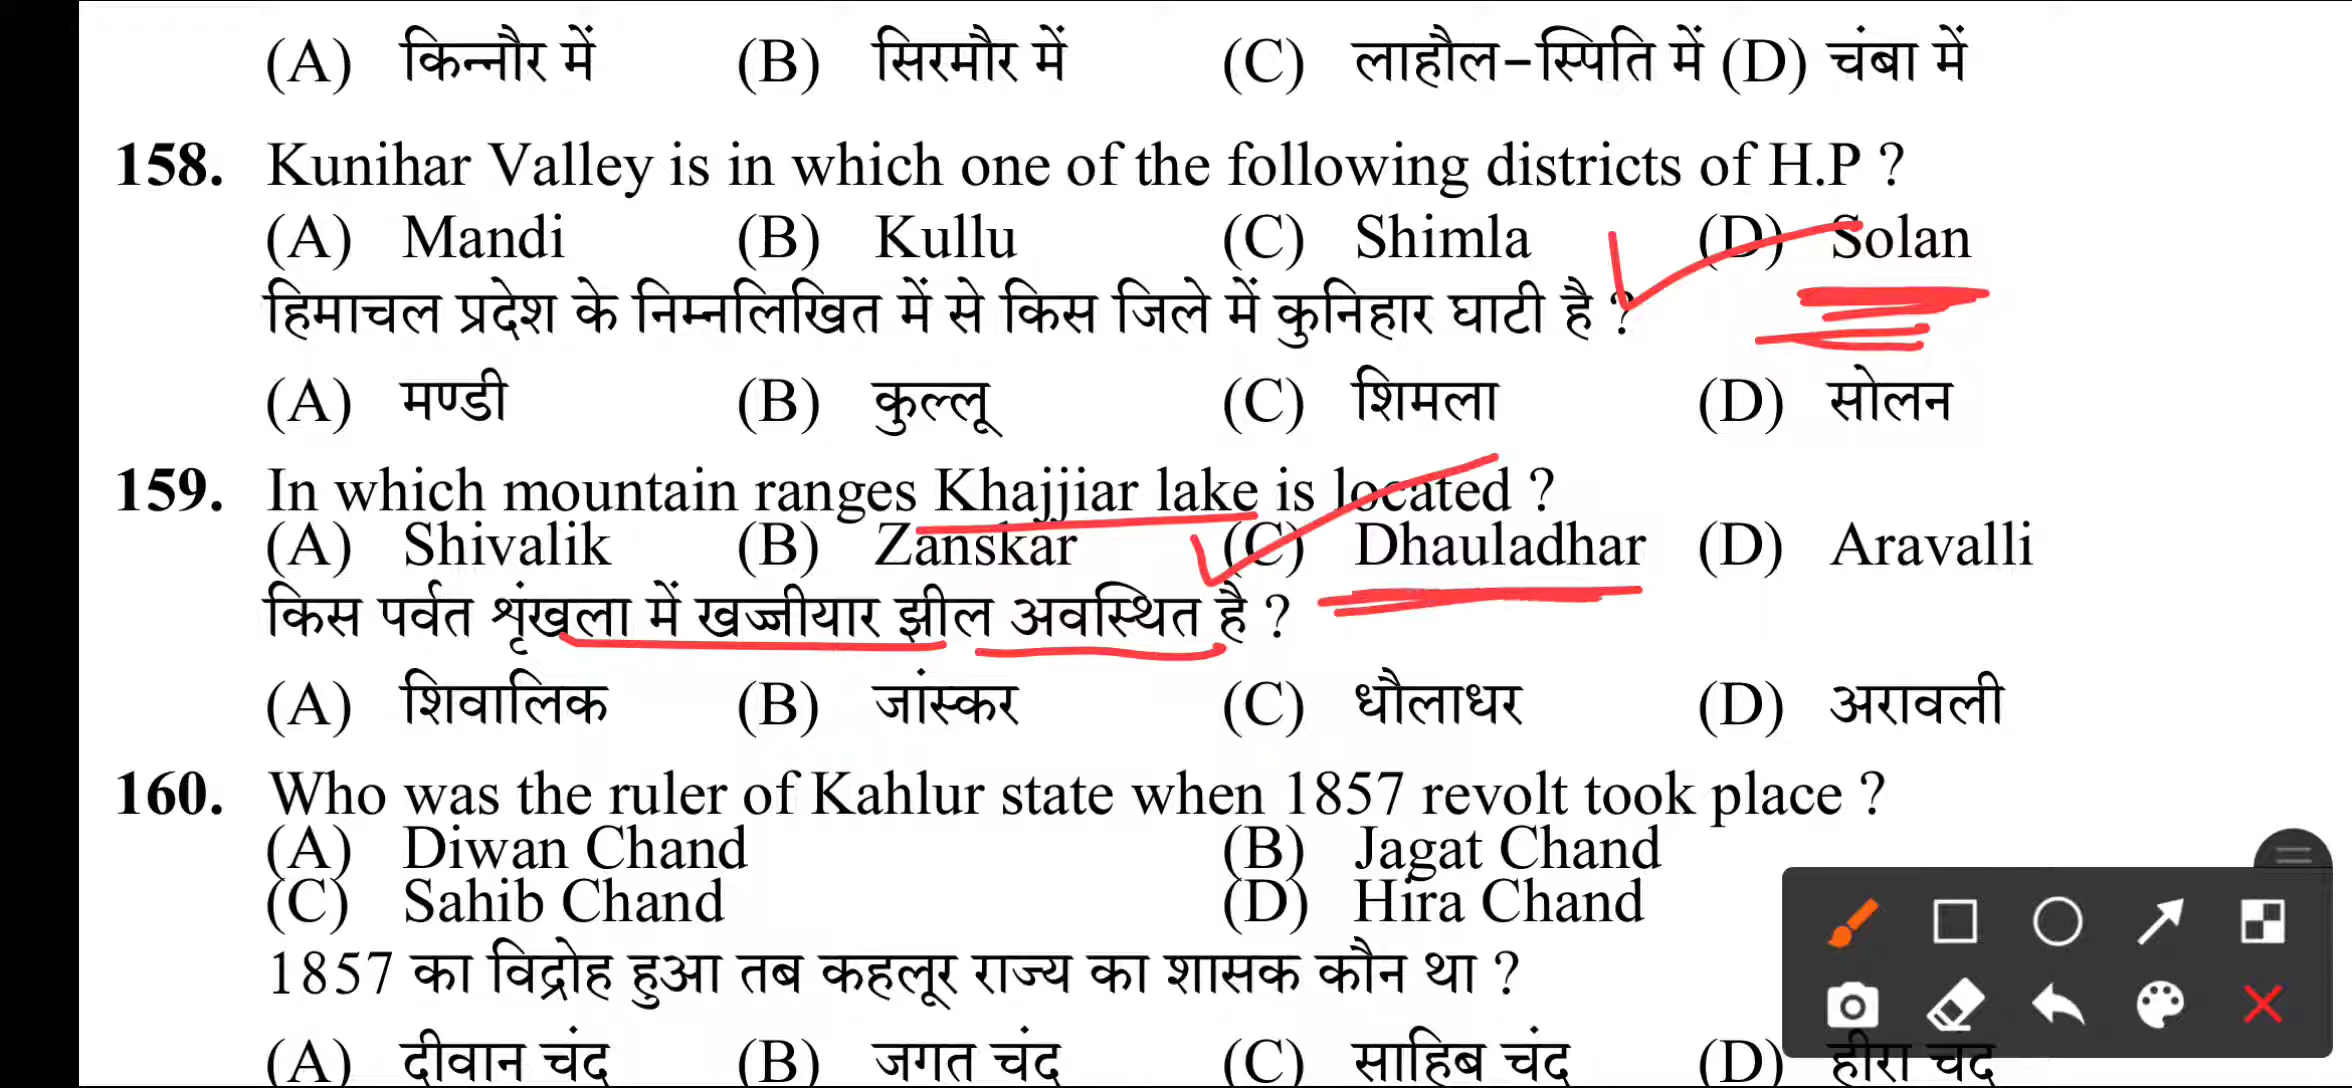 (A) किन्नौर में (B) सिरमौर में (C) लाहौल-स्पिति में (D) चंबा में
158. Kunihar Valley is in which one of the following districts of H.P ?
(A) Mandi (B) Kullu (C) Shimla (D) Solan
हिमाचल प्रदेश के निम्नलिखित में से किस जिले में कुनिहार घाटी है ?
(A) मण्डी (B) कुल्लू (C) शिमला (D) सोलन
159. In which mountain ranges Khajjiar lake is located ?
(A) Shivalik (B) Zanskar (C) Dhauladhar (D) Aravalli
किस पर्वत श्रृंखला में खज्जीयार झील अवस्थित है ?
(A) शिवालिक (B) जांस्कर (C) धौलाधर (D) अरावली
160. Who was the ruler of Kahlur state when 1857 revolt took place ?
(A) Diwan Chand (B) Jagat Chand
(C) Sahib Chand (D) Hira Chand
1857 का विद्रोह हुआ तब कहलूर राज्य का शासक कौन था ?
(A) दीवान चंद (B) जगत चंद (C) साहिब चंद (D) हीरा चंद